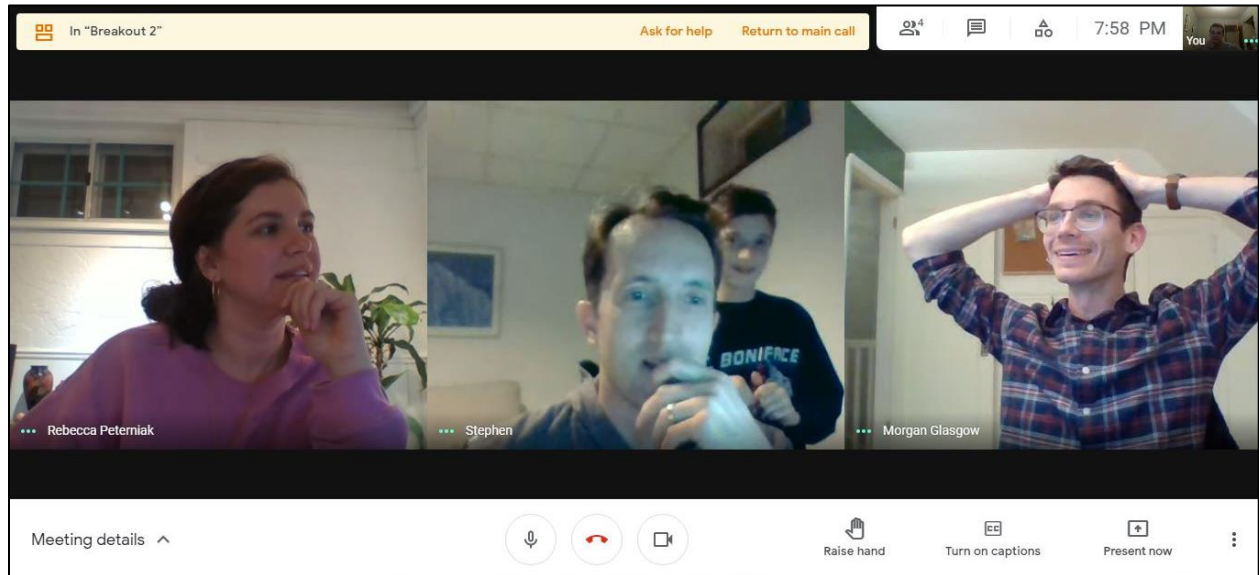 In “Breakout 2”
Ask for help
Return to main call
4
7:58 PM
You
BONIFACE
Rebecca Peterniak
Stephen
Morgan Glasgow
Meeting details
CC
Raise hand
Turn on captions
Present now